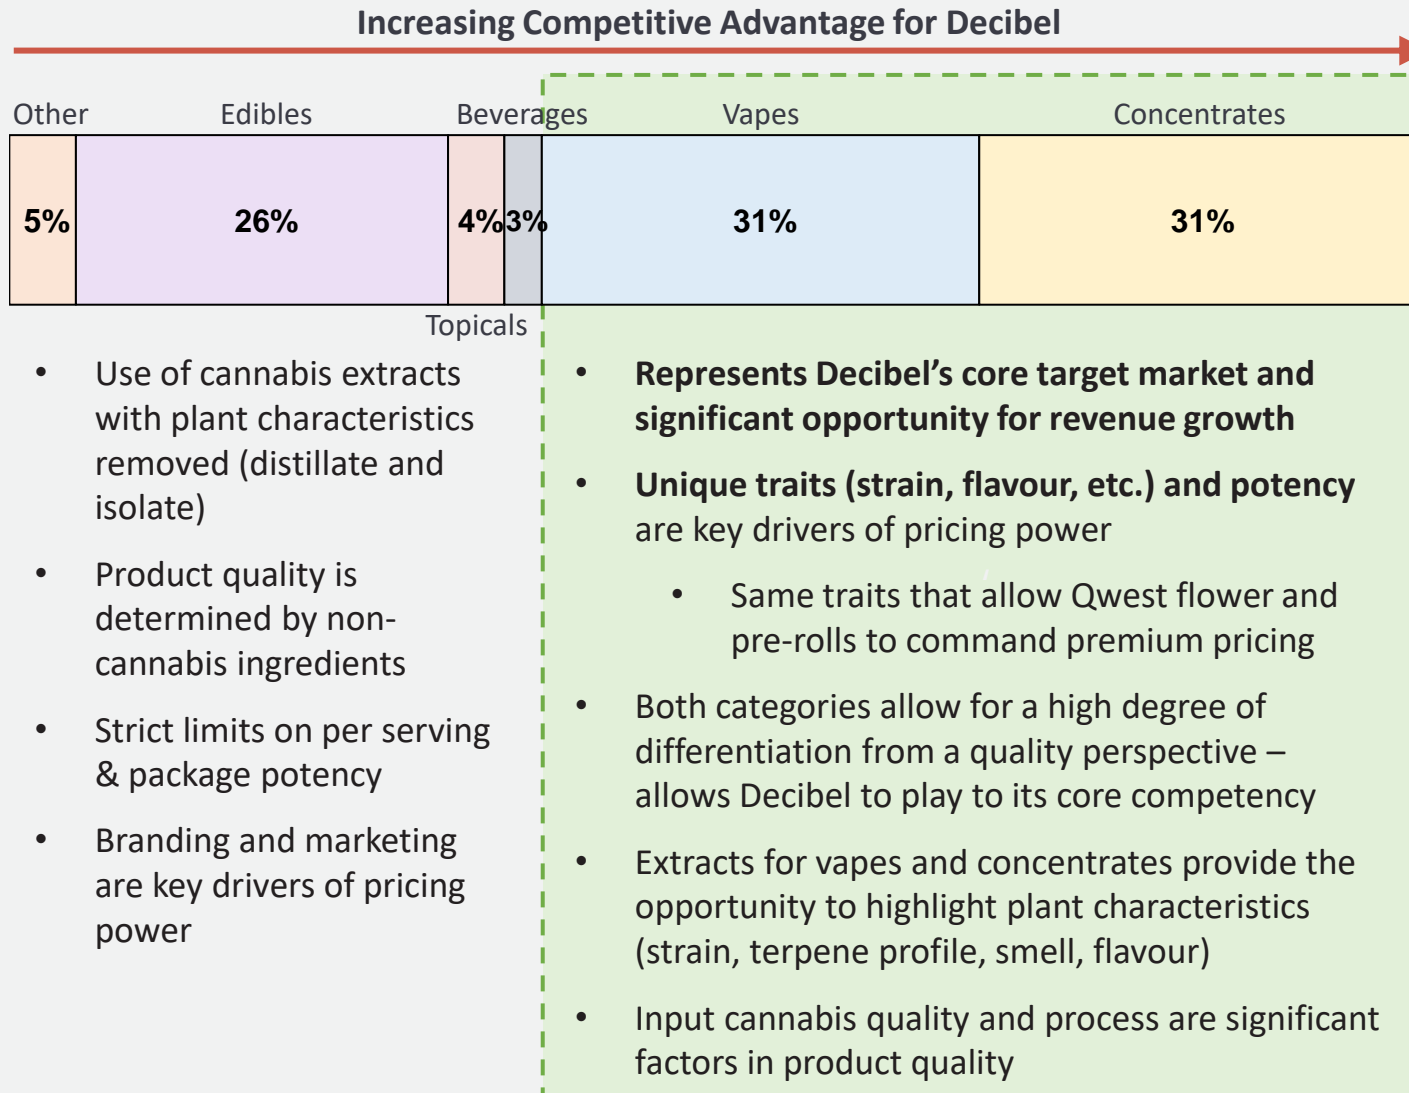 Increasing Competitive Advantage for Decibel
Other Edibles Beverages Vapes Concentrates
5% 26% 4% 3% 31% 31%
Topicals
• Use of cannabis extracts
with plant characteristics
removed (distillate and
isolate)
• Product quality is
determined by non-
cannabis ingredients
• Strict limits on per serving
& package potency
• Branding and marketing
are key drivers of pricing
power
• Represents Decibel’s core target market and
significant opportunity for revenue growth
• Unique traits (strain, flavour, etc.) and potency
are key drivers of pricing power
• Same traits that allow Qwest flower and
pre-rolls to command premium pricing
• Both categories allow for a high degree of
differentiation from a quality perspective –
allows Decibel to play to its core competency
• Extracts for vapes and concentrates provide the
opportunity to highlight plant characteristics
(strain, terpene profile, smell, flavour)
• Input cannabis quality and process are significant
factors in product quality